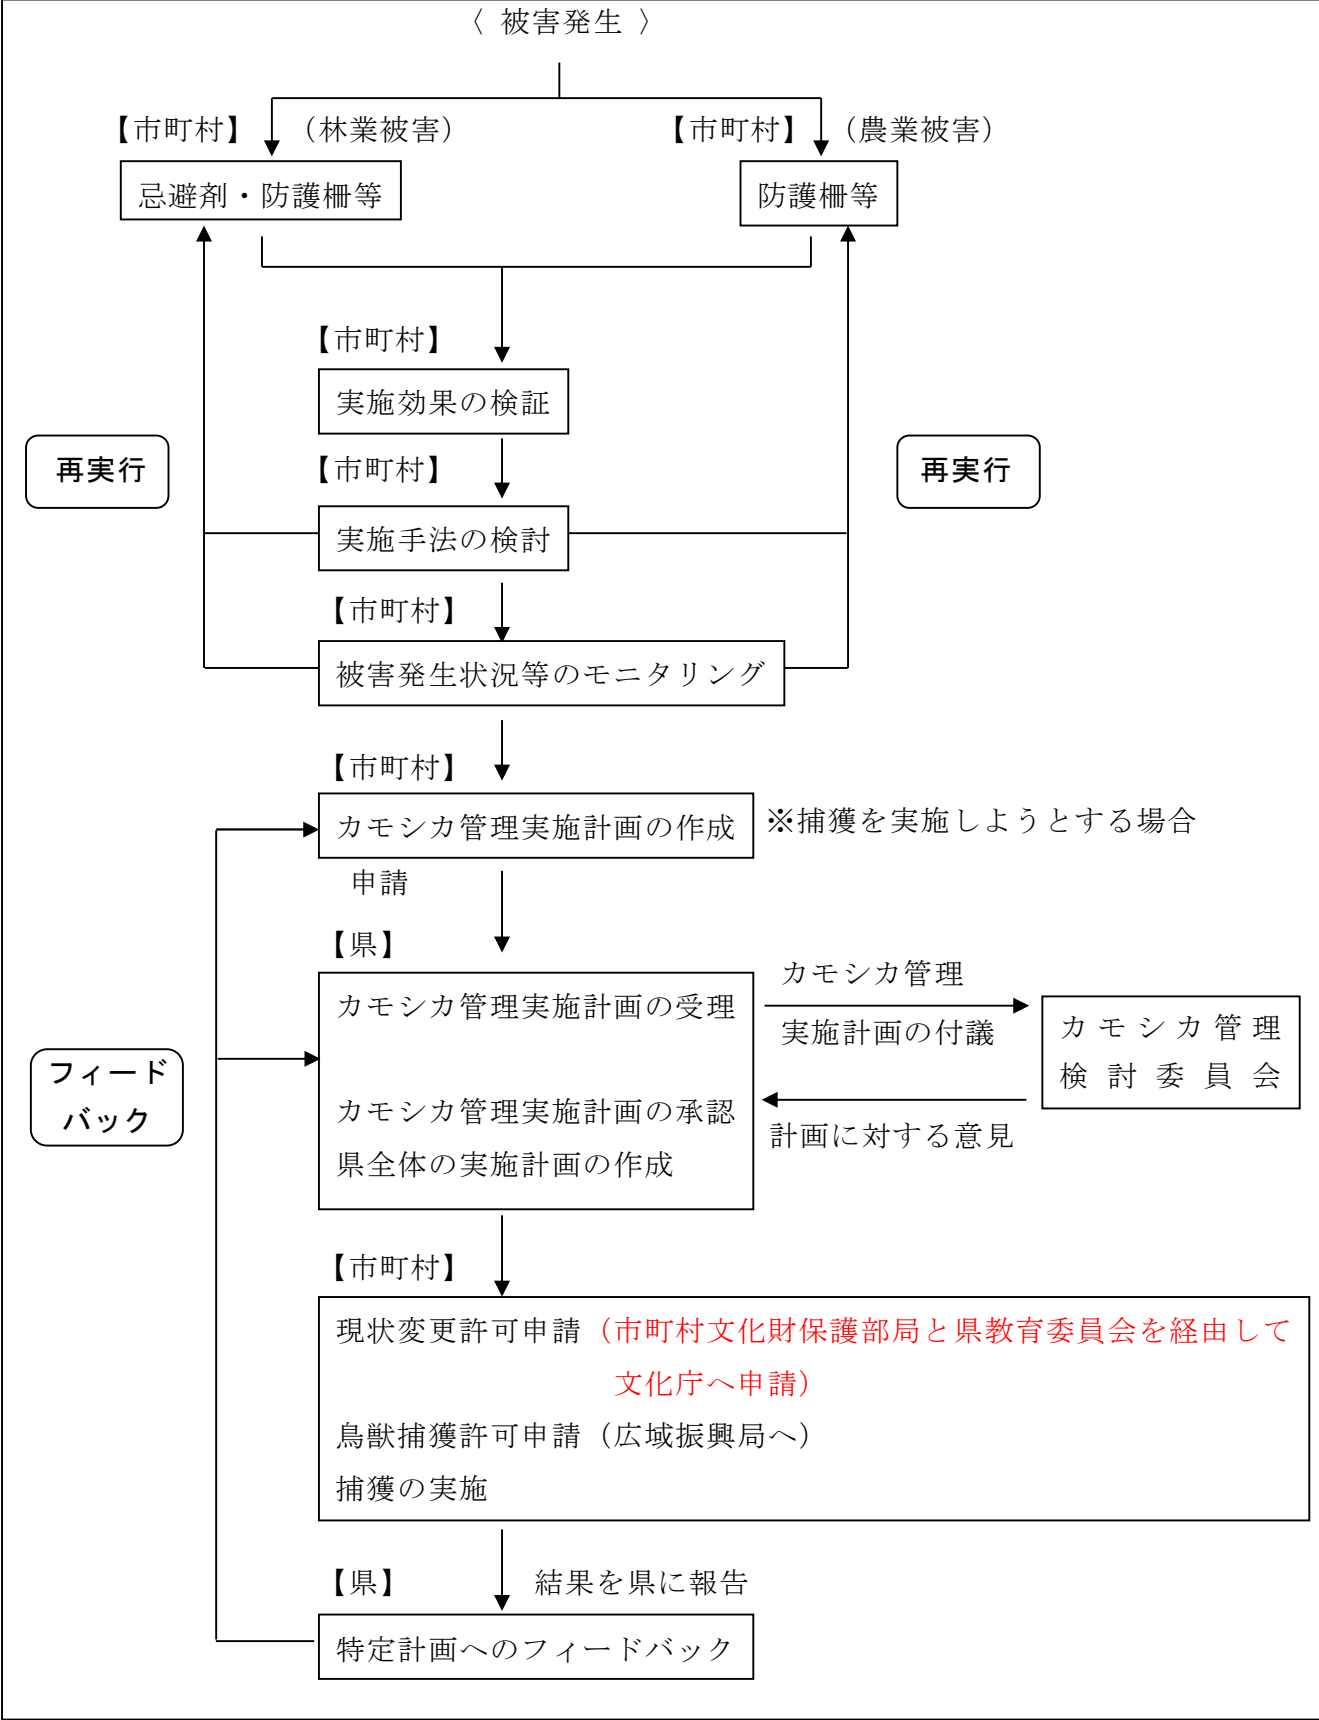 〈 被害発生 〉
【市町村】 （林業被害）
【市町村】 （農業被害）
忌避剤・防護柵等
防護柵等
【市町村】
実施効果の検証
再実行
再実行
【市町村】
実施手法の検討
【市町村】
被害発生状況等のモニタリング
【市町村】
カモシカ管理実施計画の作成
※捕獲を実施しようとする場合
申請
【県】
カモシカ管理実施計画の受理
カモシカ管理実施計画の承認
県全体の実施計画の作成
カモシカ管理
実施計画の付議
カモシカ管理
検討委員会
計画に対する意見
フィード
バック
【市町村】
現状変更許可申請（市町村文化財保護部局と県教育委員会を経由して
文化庁へ申請）
鳥獣捕獲許可申請（広域振興局へ）
捕獲の実施
【県】
結果を県に報告
特定計画へのフィードバック